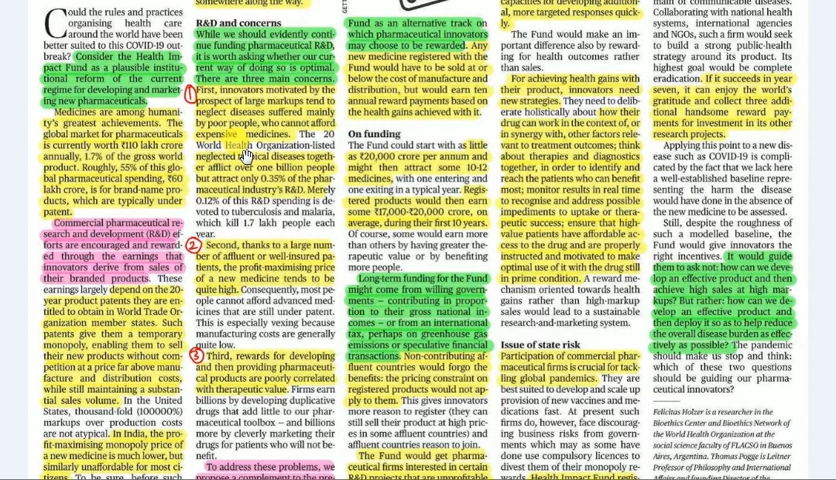 Could the rules and practices
organising health care
around the world have been
better suited to this COVID-19 out-
break? Consider the Health Im-
pact Fund as a plausible institu-
tional reform of the current
regime for developing and market-
ing new pharmaceuticals.
Medicines are among humani-
ty's greatest achievements. The
global market for pharmaceuticals
is currently worth ₹110 lakh crore
annually, 1.7% of the gross world
product. Roughly, 55% of this glo-
bal pharmaceutical spending, ₹60
lakh crore, is for brand-name pro-
ducts, which are typically under
patent.
Commercial pharmaceutical re-
search and development (R&D) ef-
forts are encouraged and reward-
ed through the earnings that
innovators derive from sales of
their branded products. These
earnings largely depend on the 20-
year product patents they are en-
titled to obtain in World Trade Or-
ganization member states. Such
patents give them a temporary
monopoly, enabling them to sell
their new products without com-
petition at a price far above manu-
facture and distribution costs,
while still maintaining a substan-
tial sales volume. In the United
States, thousand-fold (100000%)
markups over production costs
are not atypical. In India, the pro-
fit-maximising monopoly price of
a new medicine is much lower, but
similarly unaffordable for most ci-
tizens. To be sure, before such
somewhere along the way.
R&D and concerns
While we should evidently conti-
nue funding pharmaceutical R&D,
it is worth asking whether our cur-
rent way of doing so is optimal.
There are three main concerns.
1 First, innovators motivated by the
prospect of large markups tend to
neglect diseases suffered mainly
by poor people, who cannot afford
expensive medicines. The 20
World Health Organization-listed
neglected tropical diseases togeth-
er afflict over one billion people
but attract only 0.35% of the phar-
maceutical industry's R&D. Merely
0.12% of this R&D spending is de-
voted to tuberculosis and malaria,
which kill 1.7 lakh people each
year.
2 Second, thanks to a large num-
ber of affluent or well-insured pa-
tients, the profit-maximising price
of a new medicine tends to be
quite high. Consequently, most pe-
ople cannot afford advanced med-
icines that are still under patent.
This is especially vexing because
manufacturing costs are generally
quite low.
3 Third, rewards for developing
and then providing pharmaceuti-
cal products are poorly correlated
with therapeutic value. Firms earn
billions by developing duplicative
drugs that add little to our phar-
maceutical toolbox – and billions
more by cleverly marketing their
drugs for patients who will not be-
nefit.
To address these problems, we
propose a complement to the pre-
Fund as an alternative track on
which pharmaceutical innovators
may choose to be rewarded. Any
new medicine registered with the
Fund would have to be sold at or
below the cost of manufacture and
distribution, but would earn ten
annual reward payments based on
the health gains achieved with it.
On funding
The Fund could start with as little
as ₹20,000 crore per annum and
might then attract some 10-12
medicines, with one entering and
one exiting in a typical year. Regis-
tered products would then earn
some ₹17,000-₹20,000 crore, on
average, during their first 10 years.
Of course, some would earn more
than others by having greater the-
rapeutic value or by benefiting
more people.
Long-term funding for the Fund
might come from willing govern-
ments – contributing in propor-
tion to their gross national in-
comes – or from an international
tax, perhaps on greenhouse gas
emissions or speculative financial
transactions. Non-contributing af-
fluent countries would forgo the
benefits: the pricing constraint on
registered products would not ap-
ply to them. This gives innovators
more reason to register (they can
still sell their product at high pric-
es in some affluent countries) and
affluent countries reason to join.
The Fund would get pharma-
ceutical firms interested in certain
R&D projects that are unprofitable
capacities for developing addition-
al, more targeted responses quick-
ly.
The Fund would make an im-
portant difference also by reward-
ing for health outcomes rather
than sales.
For achieving health gains with
their product, innovators need
new strategies. They need to delib-
erate holistically about how their
drug can work in the context of, or
in synergy with, other factors rele-
vant to treatment outcomes; think
about therapies and diagnostics
together, in order to identify and
reach the patients who can benefit
most; monitor results in real time
to recognise and address possible
impediments to uptake or thera-
peutic success; ensure that high-
value patients have affordable ac-
cess to the drug and are properly
instructed and motivated to make
optimal use of it with the drug still
in prime condition. A reward me-
chanism oriented towards health
gains rather than high-markup
sales would lead to a sustainable
research-and-marketing system.
Issue of state risk
Participation of commercial phar-
maceutical firms is crucial for tack-
ling global pandemics. They are
best suited to develop and scale up
provision of new vaccines and me-
dications fast. At present such
firms do, however, face discourag-
ing business risks from govern-
ments which may as some have
done use compulsory licences to
divest them of their monopoly re-
wards. Health Impact Fund regis-
main of communicable diseases.
Collaborating with national health
systems, international agencies
and NGOs, such a firm would seek
to build a strong public-health
strategy around its product. Its
highest goal would be complete
eradication. If it succeeds in year
seven, it can enjoy the world's
gratitude and collect three addi-
tional handsome reward pay-
ments for investment in its other
research projects.
Applying this point to a new dis-
ease such as COVID-19 is compli-
cated by the fact that we lack here
a well-established baseline repre-
senting the harm the disease
would have done in the absence of
the new medicine to be assessed.
Still, despite the roughness of
such a modelled baseline, the
Fund would give innovators the
right incentives. It would guide
them to ask not: how can we deve-
lop an effective product and then
achieve high sales at high mar-
kups? But rather: how can we de-
velop an effective product and
then deploy it so as to help reduce
the overall disease burden as effec-
tively as possible? The pandemic
should make us stop and think:
which of these two questions
should be guiding our pharma-
ceutical innovators?
Felicitas Holzer is a researcher in the
Bioethics Center and Bioethics Network of
the World Health Organization at the
social science faculty of FLACSO in Buenos
Aires, Argentina. Thomas Pogge is Leitner
Professor of Philosophy and International
Affairs and founding Director of the